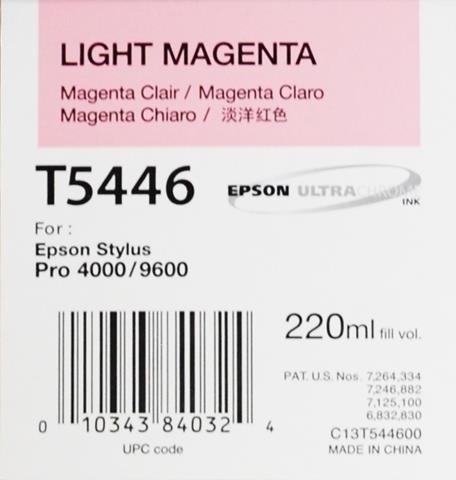 LIGHT MAGENTA
Magenta Clair / Magenta Claro
Magenta Chiaro / 淡洋红色
T5446
EPSON ULTRACHROME
INK
For :
Epson Stylus
Pro 4000/9600
220ml fill vol.
PAT. U.S. Nos. 7,264,334
7,246,882
7,125,100
6,832,830
0 10343 84032 4
C13T544600
UPC code
MADE IN CHINA